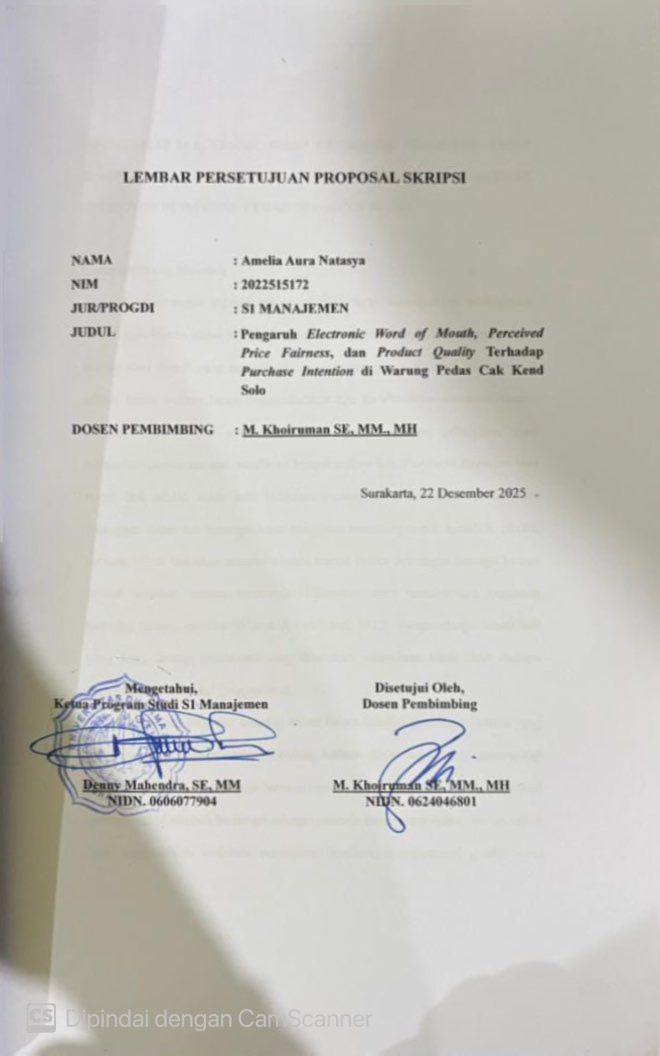 LEMBAR PERSETUJUAN PROPOSAL SKRIPSI
NAMA : Amelia Aura Natasya
NIM : 2022515172
JUR/PROGDI : S1 MANAJEMEN
JUDUL : Pengaruh Electronic Word of Mouth, Perceived
Price Fairness, dan Product Quality Terhadap
Purchase Intention di Warung Pedas Cak Kend
Solo
DOSEN PEMBIMBING : M. Khoiruman SE, MM., MH
Surakarta, 22 Desember 2025
Mengetahui,
Ketua Program Studi S1 Manajemen
Denny Mahendra, SE, MM
NIDN. 0606077904
Disetujui Oleh,
Dosen Pembimbing
M. Khoiruman SE, MM., MH
NIDN. 0624046801
CS Dipindai dengan CamScanner